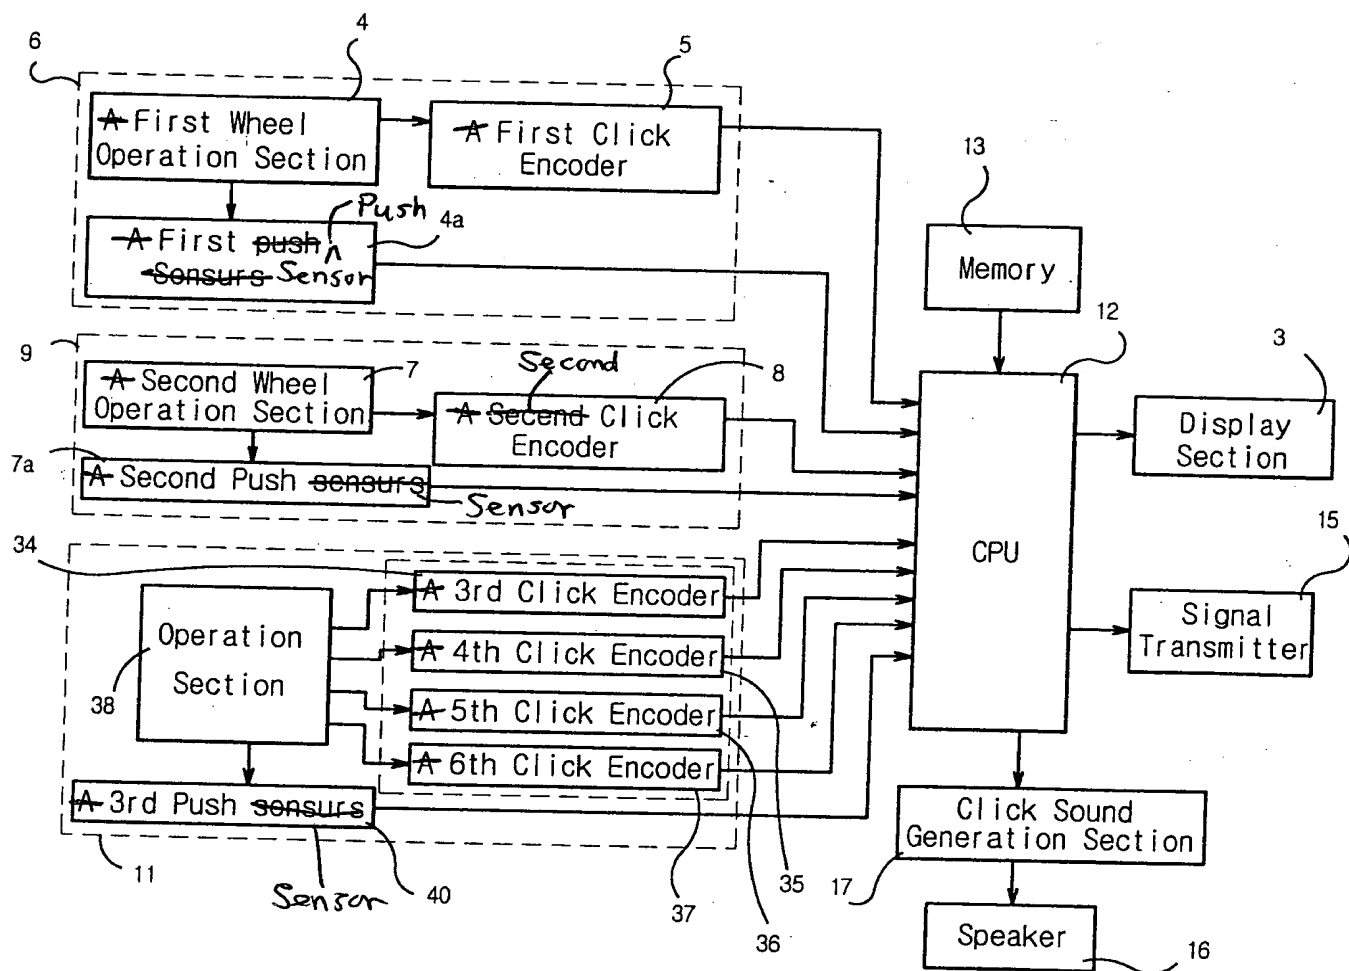 4
5
6
A First Wheel
Operation Section
A First Click
Encoder
Push
4a
A First push
Sonsurs Sensor
13
Memory
12
3
9
7
Second
8
A Second Wheel
Operation Section
A Secend Click
Encoder
Display
Section
7a
A Second Push sensurs
Sensor
15
CPU
34
A 3rd Click Encoder
Operation
Section
38
A 4th Click Encoder
Signal
Transmitter
A 5th Click Encoder
A 6th Click Encoder
A 3rd Push sonsurs
Click Sound
Generation Section
11
Sensor
40
37
36
35
17
Speaker
16